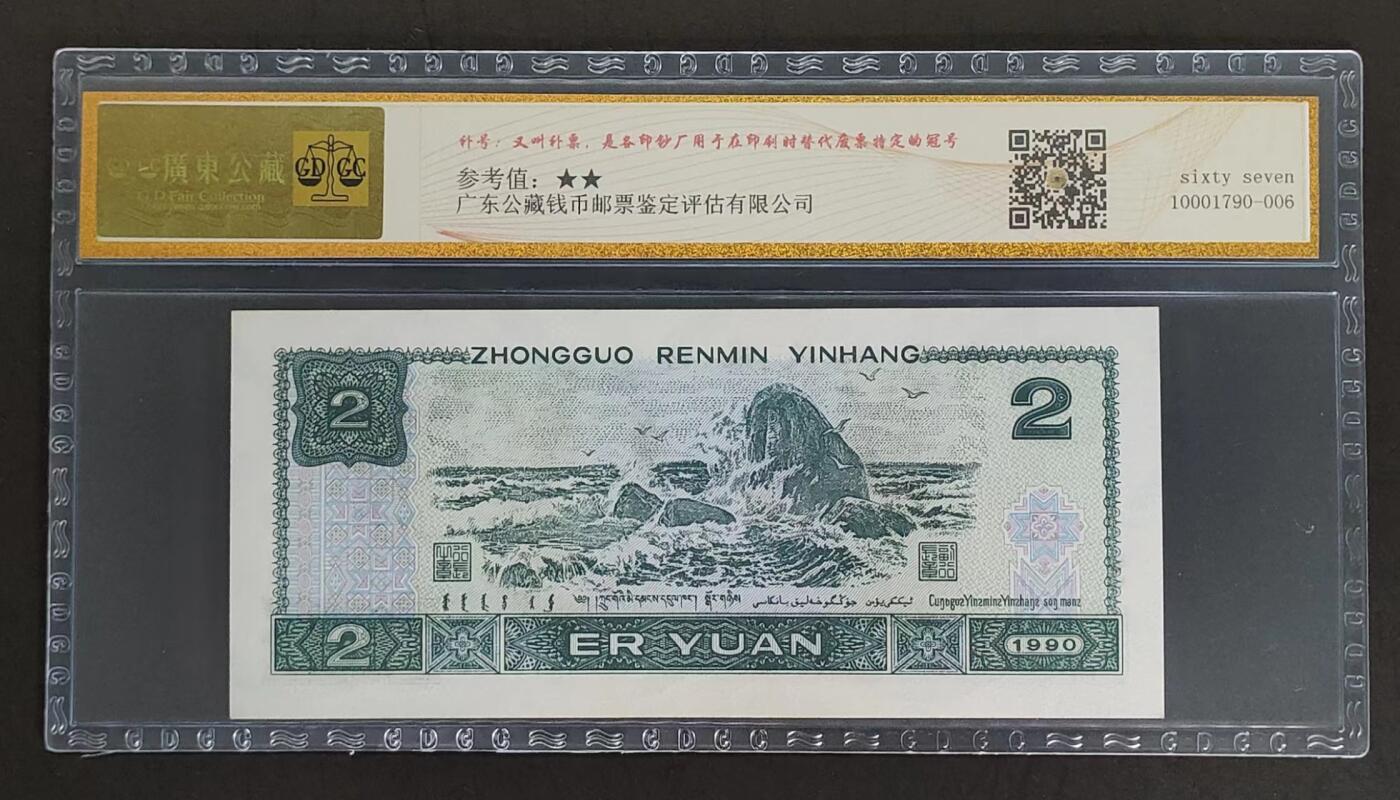 廣東公藏
GD Fair Collection
GD GC
补号：又叫补票，是各印钞厂用于在印刷时替代废票特定的冠号
参考值：★★
广东公藏钱币邮票鉴定评估有限公司
sixty seven
10001790-006
ZHONGGUO RENMIN YINHANG
2
2
Cunghgoz Yinzminz Yinzhangz song manz
2
ER YUAN
1990
GDGC